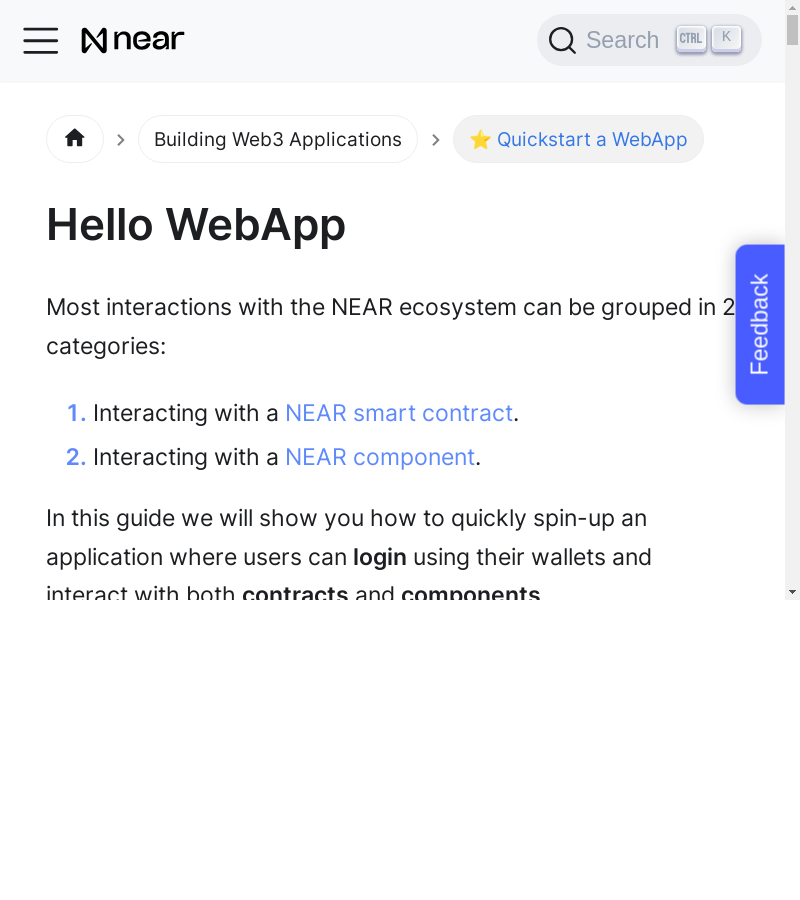 near
Search CTRL K
Building Web3 Applications
⭐ Quickstart a WebApp
Hello WebApp
Most interactions with the NEAR ecosystem can be grouped in 2
categories:
1. Interacting with a NEAR smart contract.
2. Interacting with a NEAR component.
In this guide we will show you how to quickly spin-up an
application where users can login using their wallets and
interact with both contracts and components
Feedback